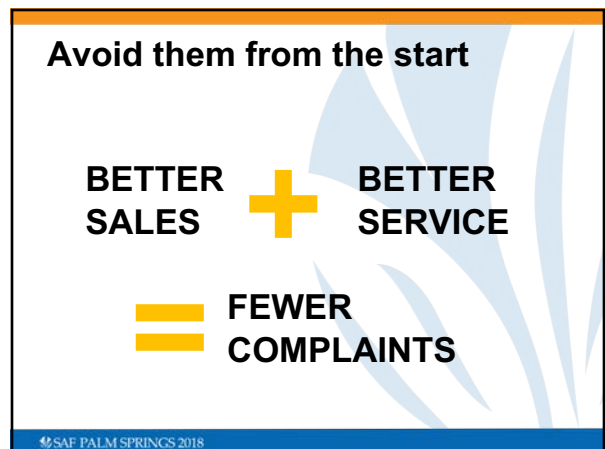 Avoid them from the start
BETTER
SALES
+
BETTER
SERVICE
=
FEWER
COMPLAINTS
SAF PALM SPRINGS 2018